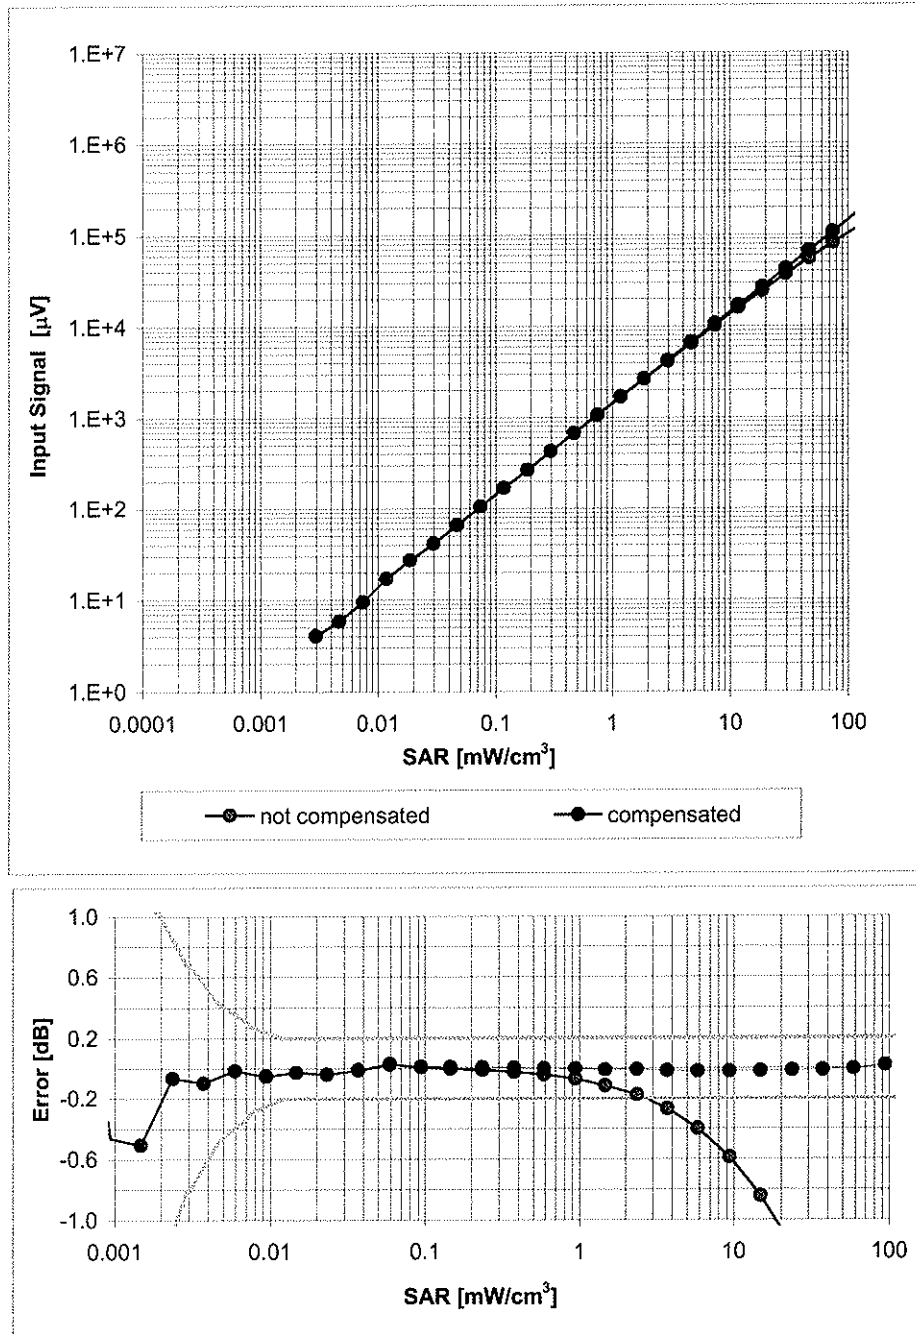 1.E+7
1.E+6
1.E+5
1.E+4
1.E+3
1.E+2
1.E+1
1.E+0
Input Signal [µV]
0.0001 0.001 0.01 0.1 1 10 100
SAR [mW/cm³]
not compensated compensated
1.0
0.6
0.2
-0.2
-0.6
-1.0
Error [dB]
0.001 0.01 0.1 1 10 100
SAR [mW/cm³]